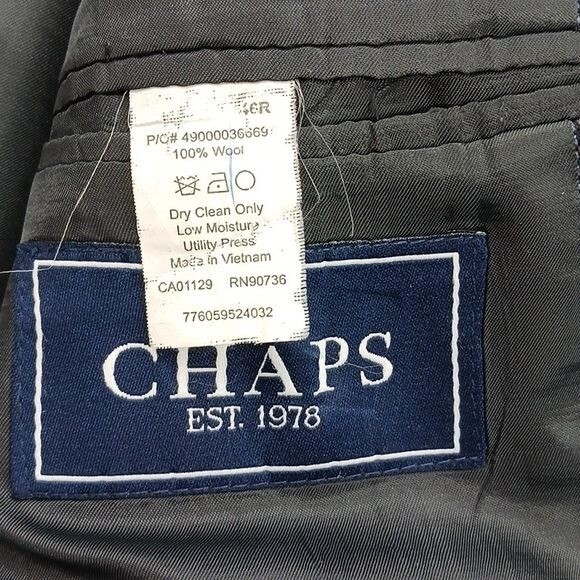 46R
P/O# 49000036669
100% Wool
Dry Clean Only
Low Moisture
Utility Press
Made in Vietnam
CA01129 RN90736
776059524032
CHAPS
EST. 1978